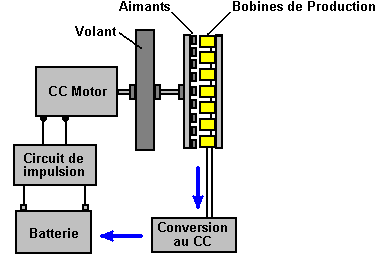 Aimants
Bobines de Production
Volant
CC Motor
Circuit de
impulsion
Batterie
Conversion
au CC